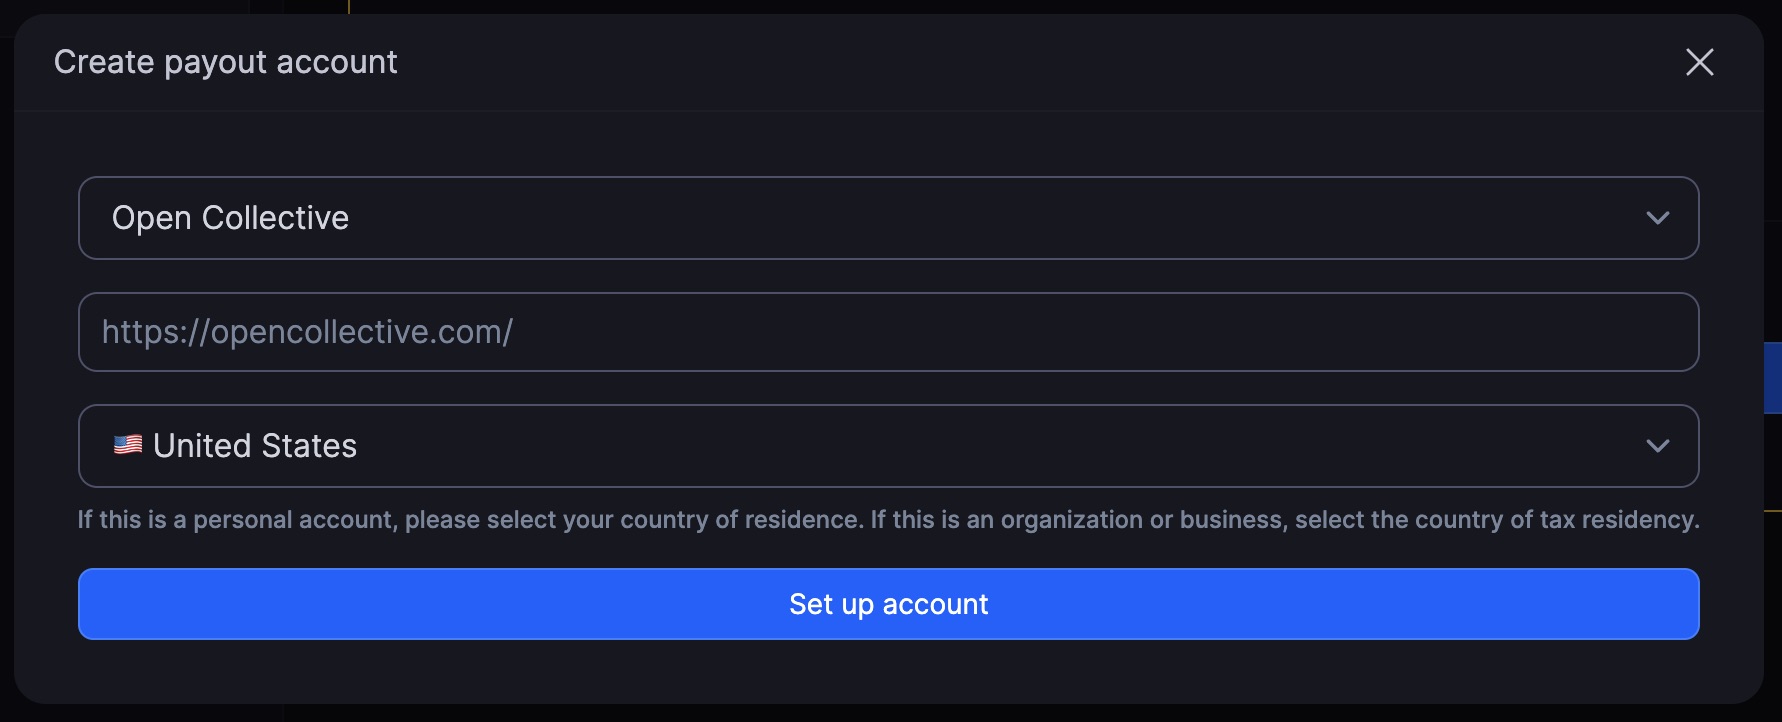 Create payout account
Open Collective
https://opencollective.com/
🇺🇸 United States
If this is a personal account, please select your country of residence. If this is an organization or business, select the country of tax residency.
Set up account